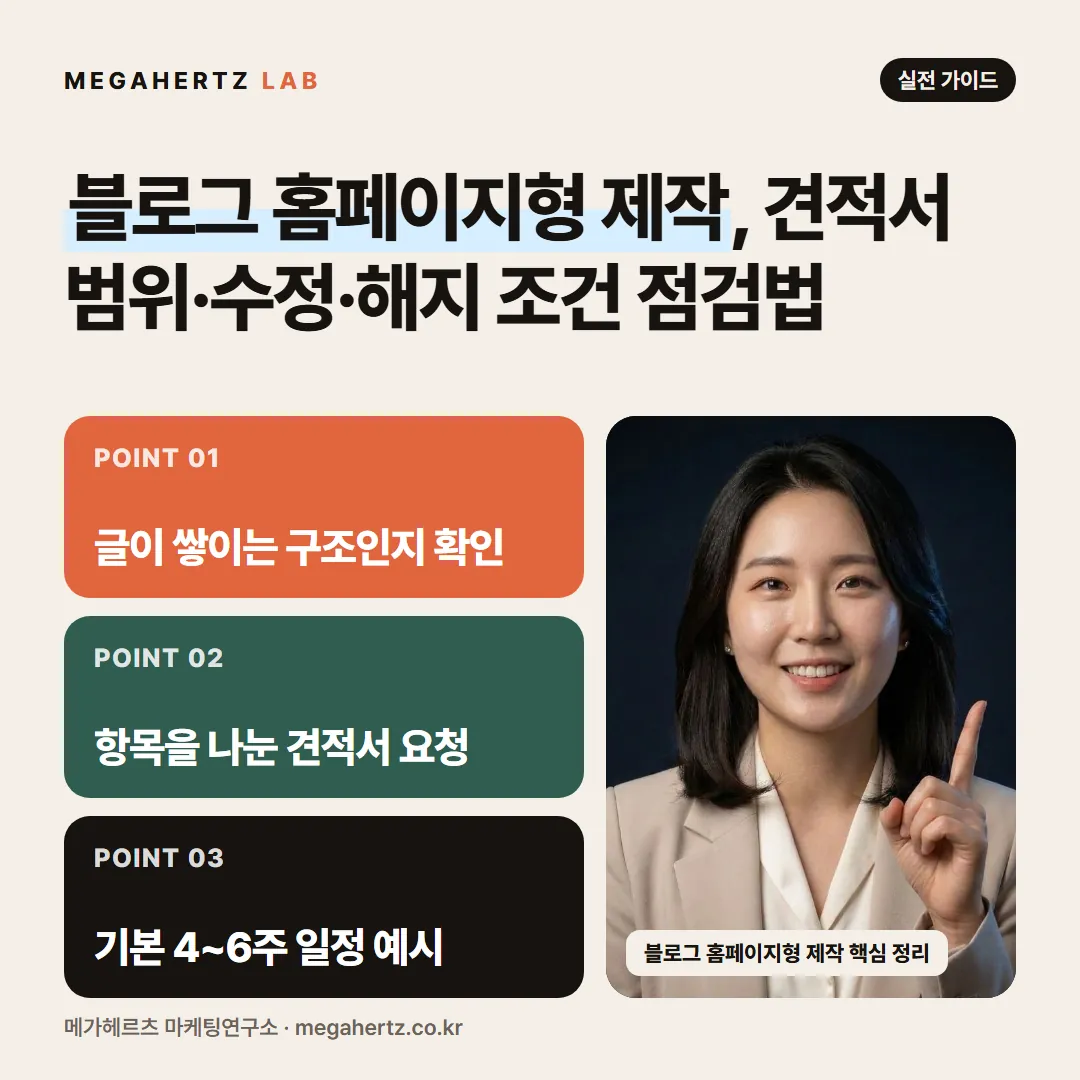 MEGAHERTZ LAB
실전 가이드
블로그 홈페이지형 제작, 견적서
범위·수정·해지 조건 점검법
POINT 01
글이 쌓이는 구조인지 확인
POINT 02
항목을 나눈 견적서 요청
POINT 03
기본 4~6주 일정 예시
블로그 홈페이지형 제작 핵심 정리
메가헤르츠 마케팅연구소 · megahertz.co.kr